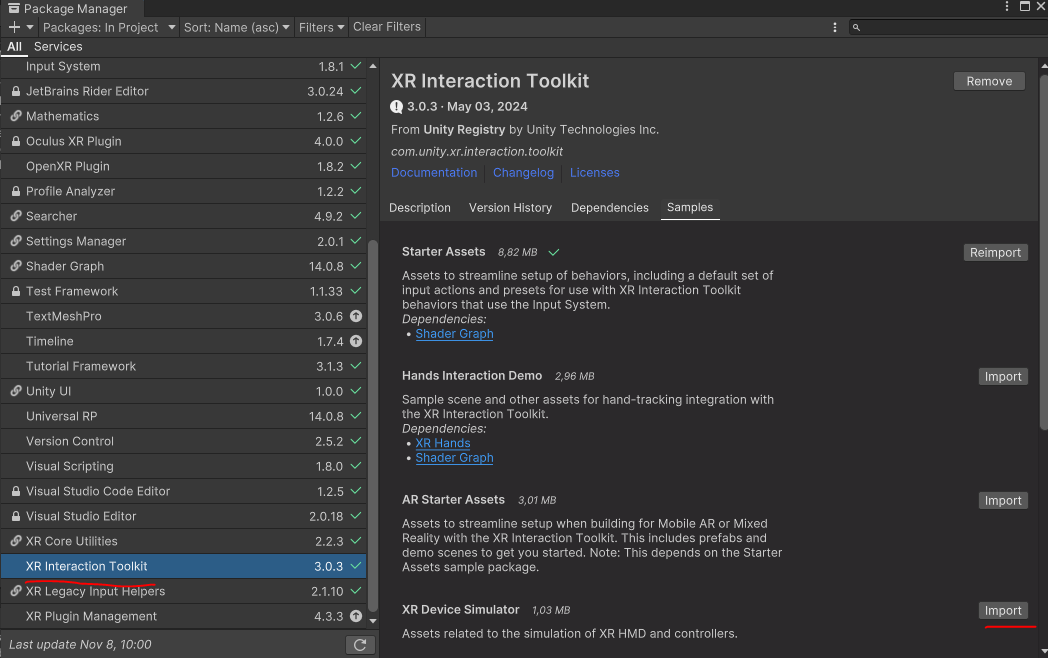 Package Manager
Packages: In Project Sort: Name (asc) Filters Clear Filters
All Services
Input System 1.8.1
JetBrains Rider Editor 3.0.24
Mathematics 1.2.6
Oculus XR Plugin 4.0.0
OpenXR Plugin 1.8.2
Profile Analyzer 1.2.2
Searcher 4.9.2
Settings Manager 2.0.1
Shader Graph 14.0.8
Test Framework 1.1.33
TextMeshPro 3.0.6
Timeline 1.7.4
Tutorial Framework 3.1.3
Unity UI 1.0.0
Universal RP 14.0.8
Version Control 2.5.2
Visual Scripting 1.8.0
Visual Studio Code Editor 1.2.5
Visual Studio Editor 2.0.18
XR Core Utilities 2.2.3
XR Interaction Toolkit 3.0.3
XR Legacy Input Helpers 2.1.10
XR Plugin Management 4.3.3
Last update Nov 8, 10:00
XR Interaction Toolkit
Remove
3.0.3 · May 03, 2024
From Unity Registry by Unity Technologies Inc.
com.unity.xr.interaction.toolkit
Documentation Changelog Licenses
Description Version History Dependencies Samples
Starter Assets 8,82 MB Reimport
Assets to streamline setup of behaviors, including a default set of
input actions and presets for use with XR Interaction Toolkit
behaviors that use the Input System.
Dependencies:
• Shader Graph
Hands Interaction Demo 2,96 MB Import
Sample scene and other assets for hand-tracking integration with
the XR Interaction Toolkit.
Dependencies:
• XR Hands
• Shader Graph
AR Starter Assets 3,01 MB Import
Assets to streamline setup when building for Mobile AR or Mixed
Reality with the XR Interaction Toolkit. This includes prefabs and
demo scenes to get you started. Note: This depends on the Starter
Assets sample package.
XR Device Simulator 1,03 MB Import
Assets related to the simulation of XR HMD and controllers.